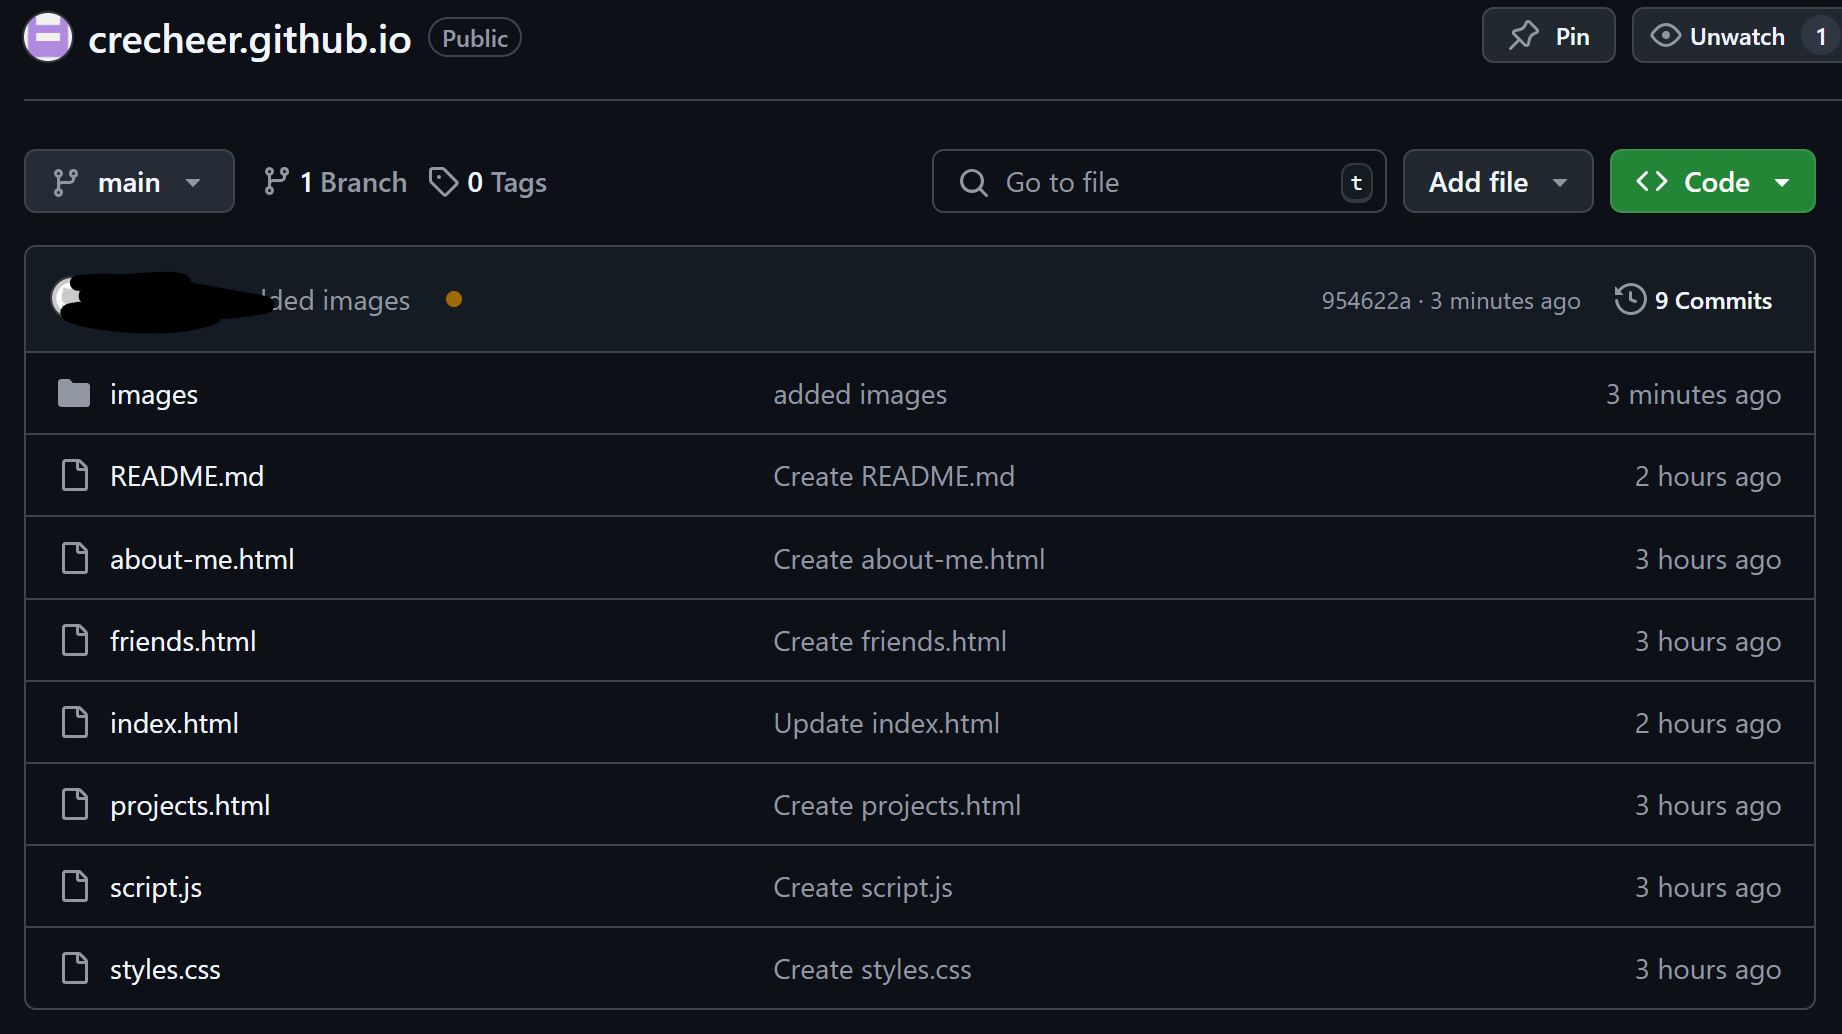 crecheer.github.io Public Pin Unwatch 1
main 1 Branch 0 Tags Go to file t Add file Code
images 954622a · 3 minutes ago 9 Commits
images added images 3 minutes ago
README.md Create README.md 2 hours ago
about-me.html Create about-me.html 3 hours ago
friends.html Create friends.html 3 hours ago
index.html Update index.html 2 hours ago
projects.html Create projects.html 3 hours ago
script.js Create script.js 3 hours ago
styles.css Create styles.css 3 hours ago